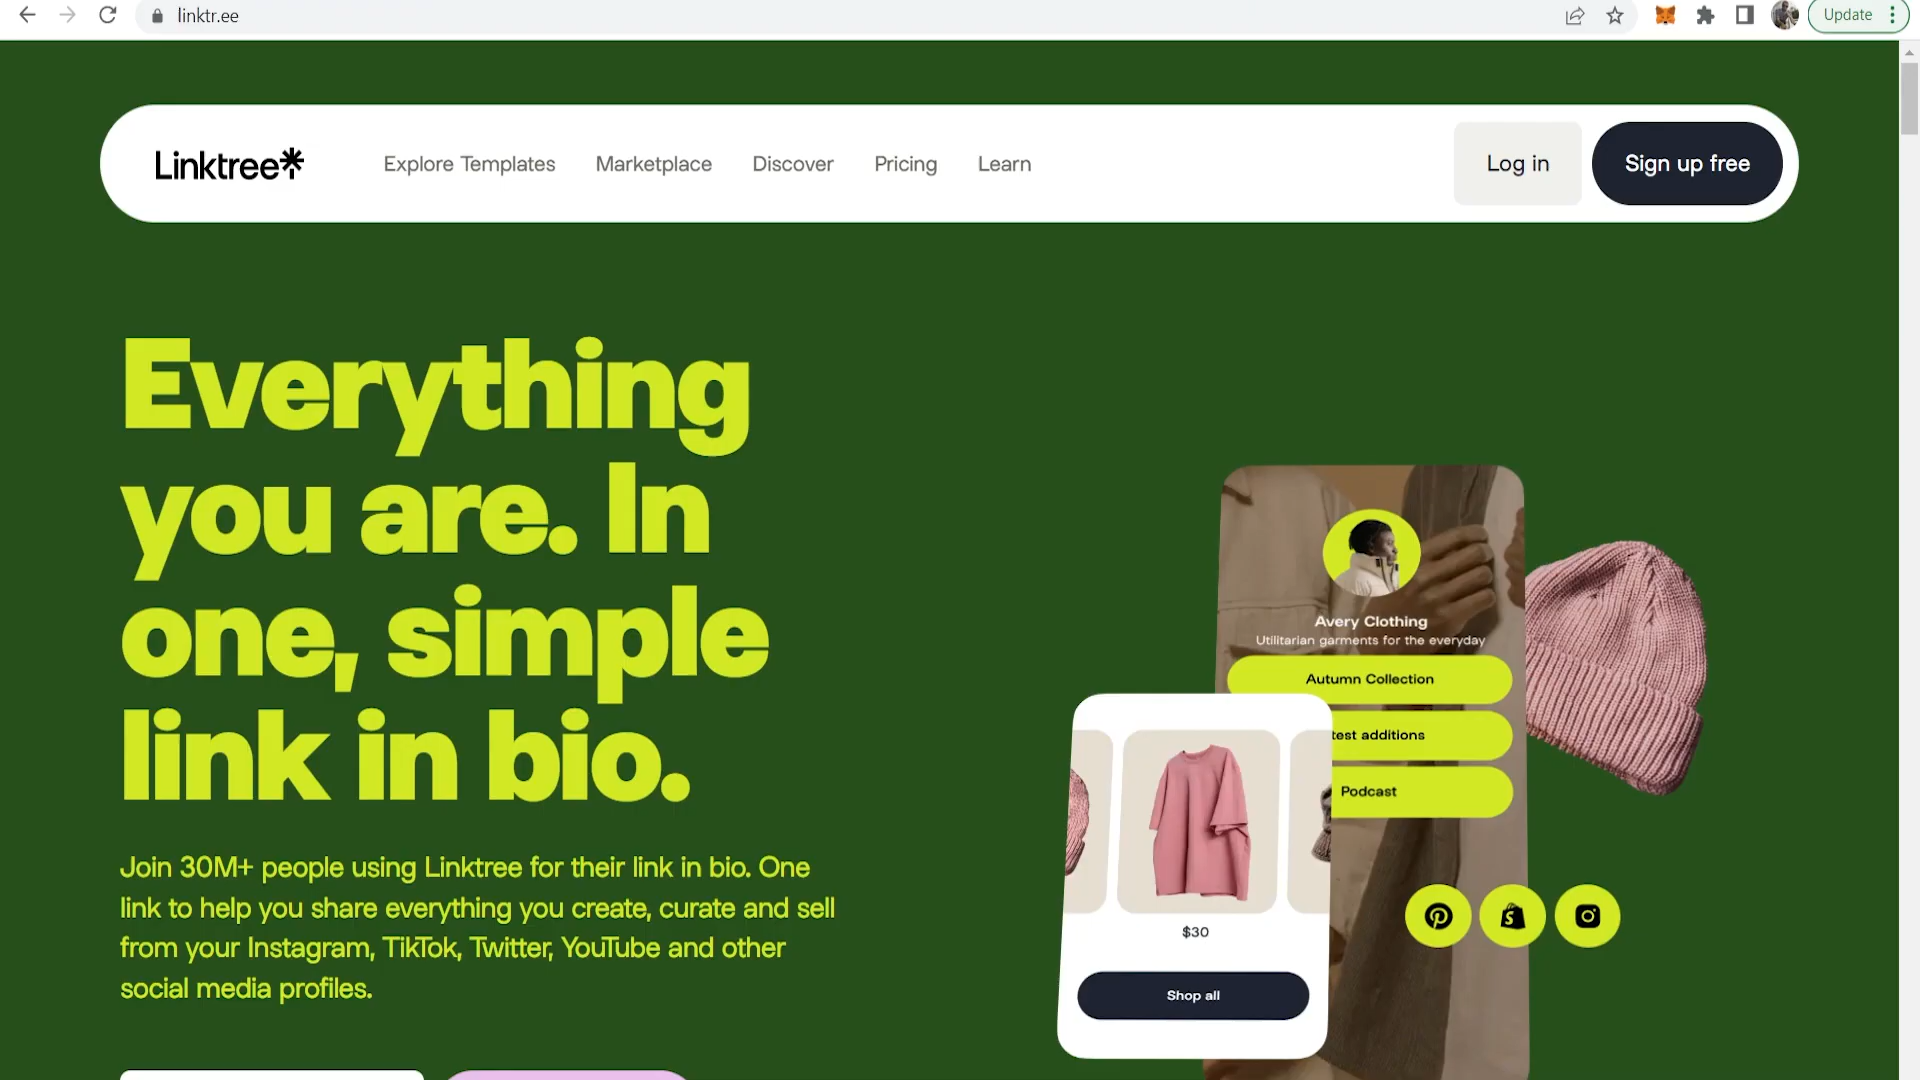 linktr.ee
Update
Linktree
Explore Templates
Marketplace
Discover
Pricing
Learn
Log in
Sign up free
Everything
you are. In
one, simple
link in bio.
Join 30M+ people using Linktree for their link in bio. One
link to help you share everything you create, curate and sell
from your Instagram, TikTok, Twitter, YouTube and other
social media profiles.
Avery Clothing
Utilitarian garments for the everyday
Autumn Collection
test additions
Podcast
$30
Shop all